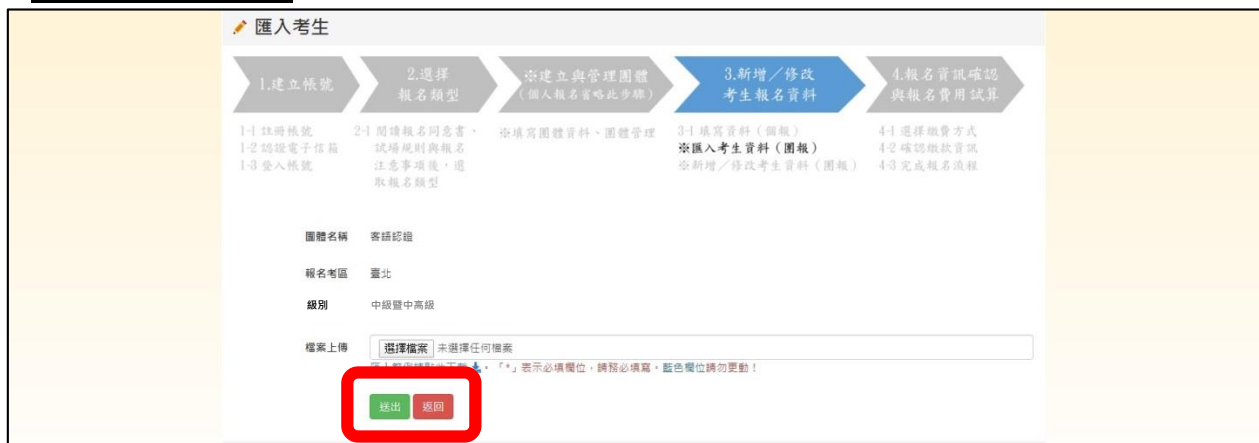 匯入考生
1.建立帳號
2.選擇
報名類型
※建立與管理團體
(個人報名省略此步驟)
3.新增／修改
考生報名資料
4.報名資訊確認
與報名費用試算
1-1 註冊帳號
1-2 認證電子信箱
1-3 登入帳號
2-1 閱讀報名同意書、
試場規則與報名
注意事項後，選
取報名類型
※填寫團體資料、團體管理
3-1 填寫資料（個報）
※匯入考生資料（團報）
※新增／修改考生資料（團報）
4-1 選擇繳費方式
4-2 確認繳款資訊
4-3 完成報名流程
團體名稱 客語認證
報名考區 臺北
級別 中級暨中高級
檔案上傳 選擇檔案 未選擇任何檔案
。「*」表示必填欄位，請務必填寫。藍色欄位請勿更動！
送出 返回